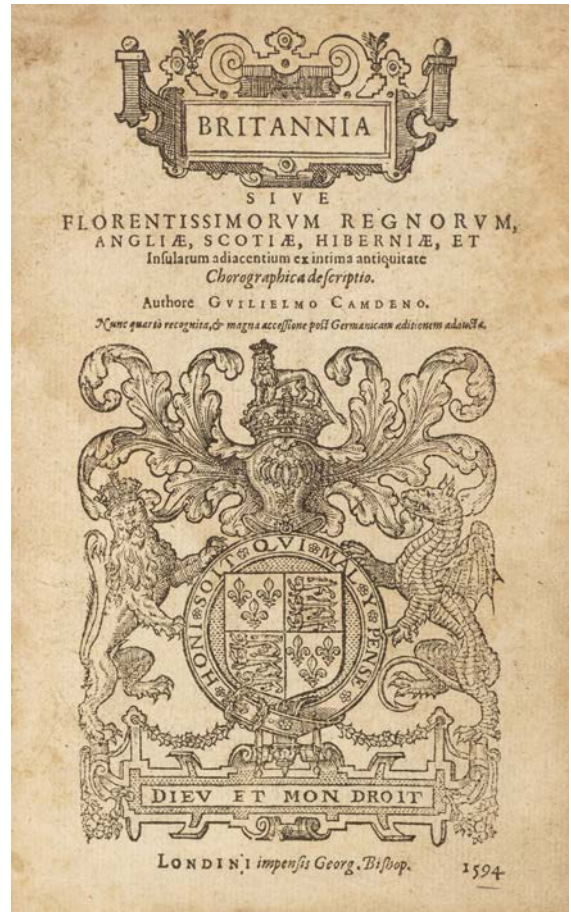 BRITANNIA
SIVE
FLORENTISSIMORVM REGNORVM,
ANGLIÆ, SCOTIÆ, HIBERNIÆ, ET
Inſularum adiacentium ex intima antiquitate
Chorographica deſcriptio.
Authore GVILIELMO CAMDENO.
Nunc quartò recognita, & magna acceſſione poſt Germanicam æditionem adaucta.
HONI SOIT QVI MAL Y PENSE
DIEV ET MON DROIT
LONDINI impenſis Georg. Biſhop.
1594